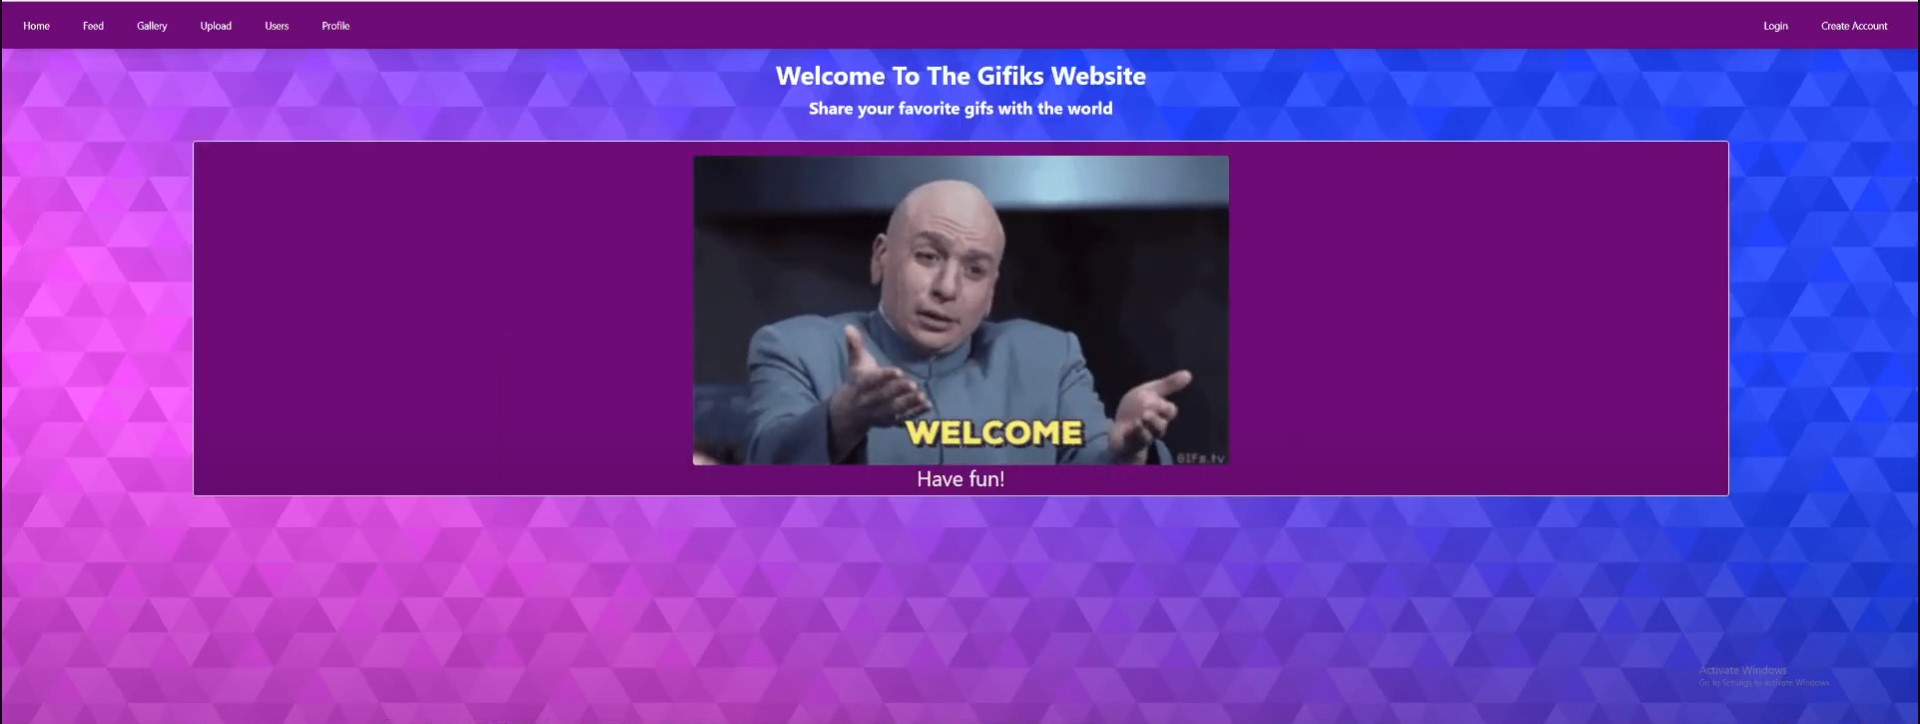 Home Feed Gallery Upload Users Profile Login Create Account
Welcome To The Gifiks Website
Share your favorite gifs with the world
WELCOME
GIFs.tv
Have fun!
Activate Windows
Go to Settings to activate Windows.